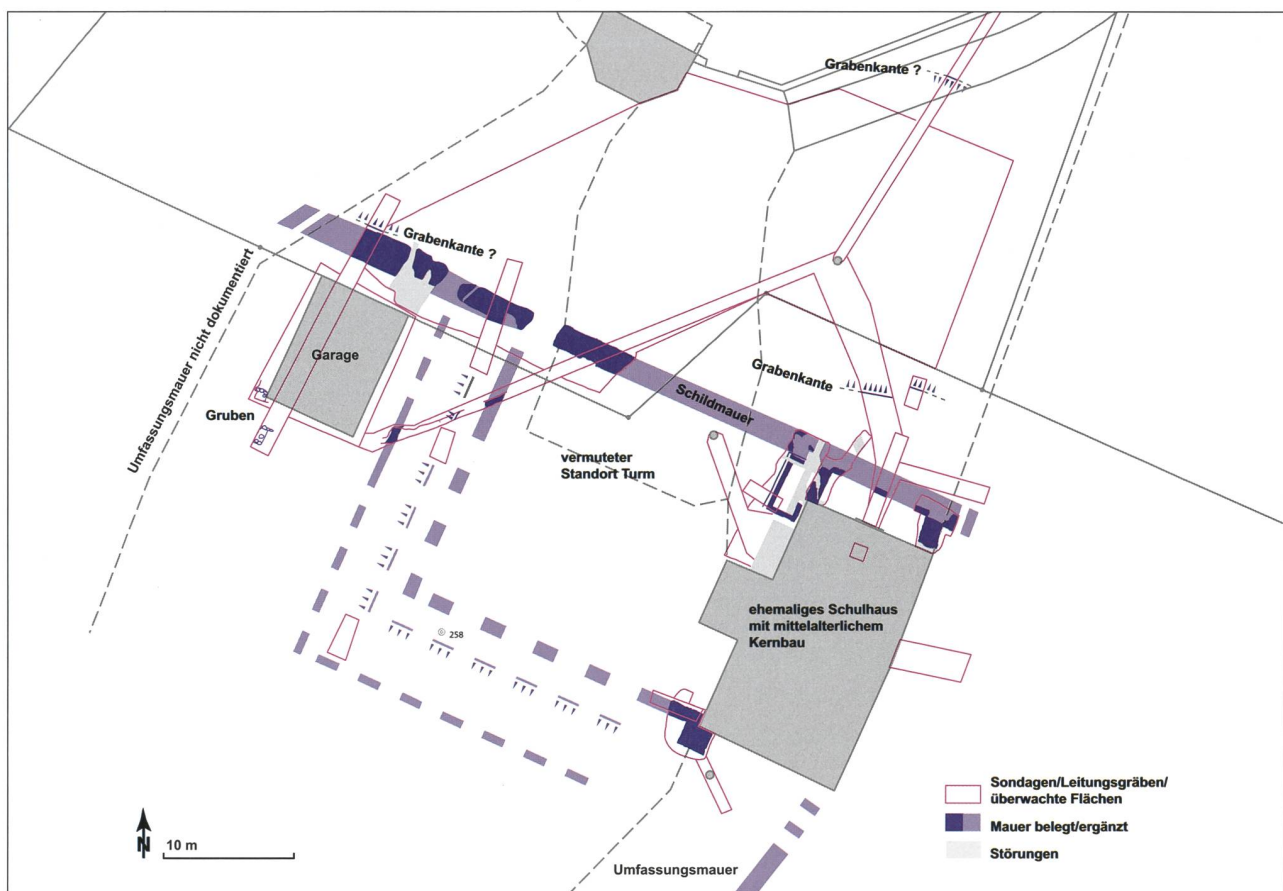 Grabenkante ?
Grabenkante ?
Umfassungsmauer nicht dokumentiert
Garage
Schildmauer
Grabenkante
Gruben
vermuteter
Standort Turm
ehemaliges Schulhaus
mit mittelalterlichem
Kernbau
258
N
10 m
Umfassungsmauer
Sondagen/Leitungsgräben/
überwachte Flächen
Mauer belegt/ergänzt
Störungen